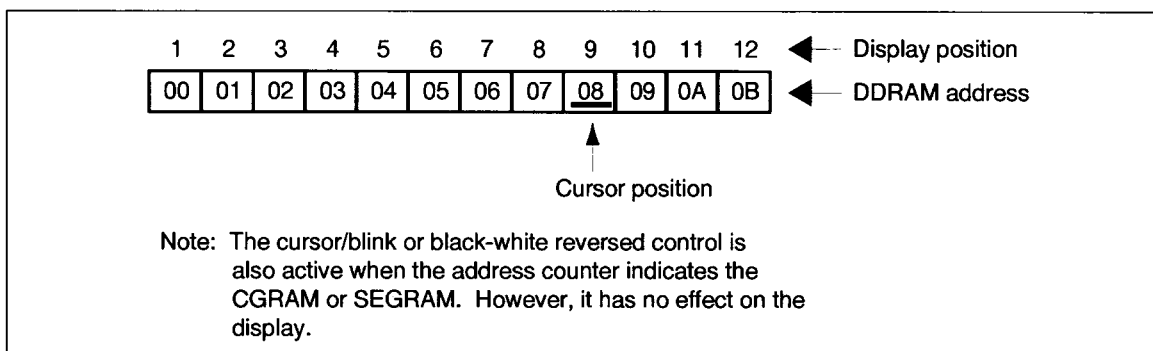 1 2 3 4 5 6 7 8 9 10 11 12 Display position
00 01 02 03 04 05 06 07 08 09 0A 0B DDRAM address
Cursor position
Note: The cursor/blink or black-white reversed control is
also active when the address counter indicates the
CGRAM or SEGRAM. However, it has no effect on the
display.